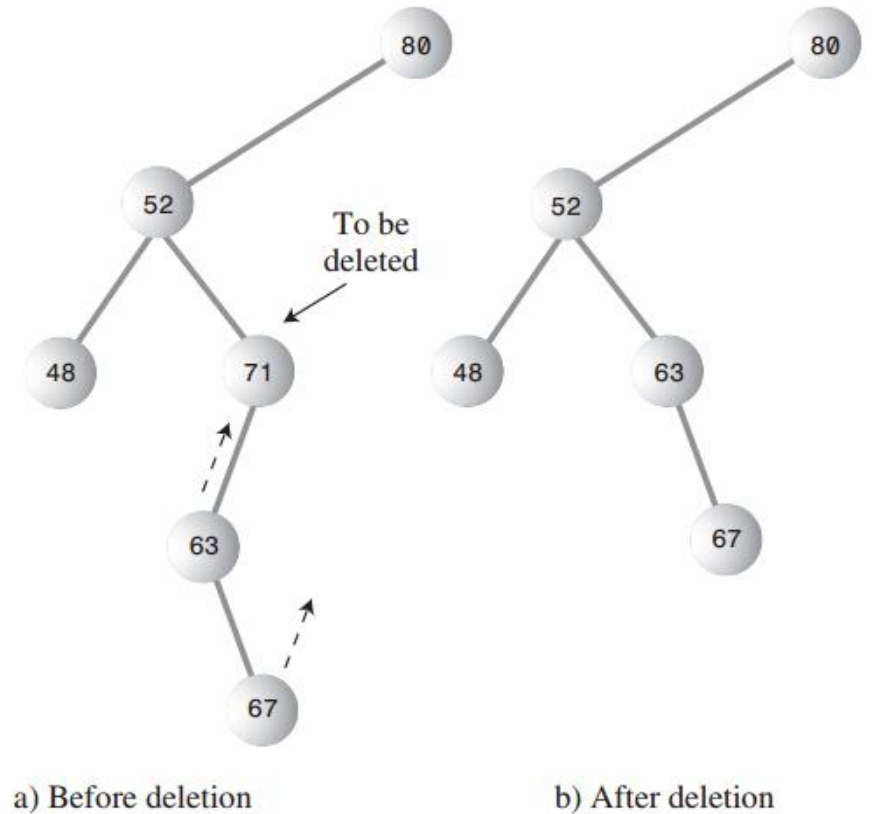 80
52
To be
deleted
48
71
63
67
a) Before deletion
80
52
48
63
67
b) After deletion